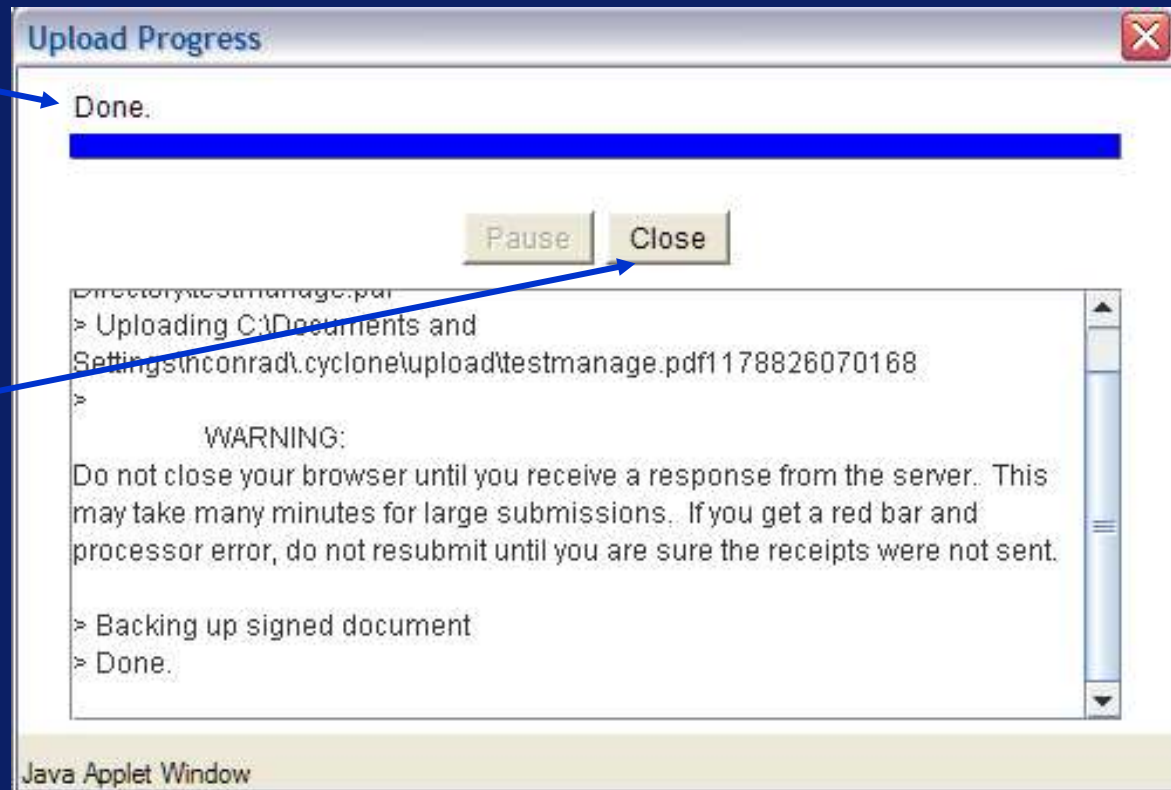 Upload Progress
Done.
Pause Close
Directory\testmanage.pdf
> Uploading C:\Documents and
Settings\hconrad\.cyclone\upload\testmanage.pdf1178826070168
>
WARNING:
Do not close your browser until you receive a response from the server. This
may take many minutes for large submissions. If you get a red bar and
processor error, do not resubmit until you are sure the receipts were not sent.
> Backing up signed document
> Done.
Java Applet Window